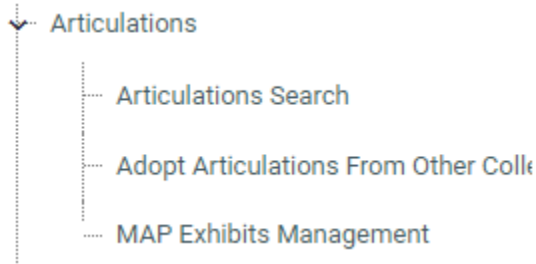 Articulations
Articulations Search
Adopt Articulations From Other Colle
MAP Exhibits Management